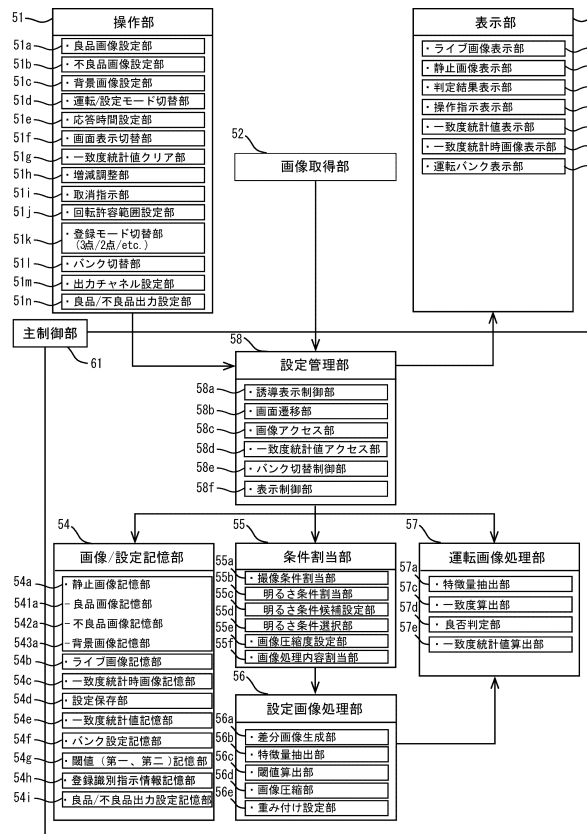 51
操作部
51a
・良品画像設定部
51b
・不良品画像設定部
51c
・背景画像設定部
51d
・運転/設定モード切替部
51e
・応答時間設定部
51f
・画面表示切替部
51g
・一致度統計値クリア部
51h
・増減調整部
51i
・取消指示部
51j
・回転許容範囲設定部
51k
・登録モード切替部
(3点/2点/etc.)
51l
・バンク切替部
51m
・出力チャネル設定部
51n
・良品/不良品出力設定部
52
画像取得部
表示部
・ライブ画像表示部
・静止画像表示部
・判定結果表示部
・操作指示表示部
・一致度統計値表示部
・一致度統計時画像表示部
・運転バンク表示部
主制御部
61
58
設定管理部
58a
・誘導表示制御部
58b
・画面遷移部
58c
・画像アクセス部
58d
・一致度統計値アクセス部
58e
・バンク切替制御部
58f
・表示制御部
54
画像/設定記憶部
54a
・静止画像記憶部
541a
－良品画像記憶部
542a
－不良品画像記憶部
543a
－背景画像記憶部
54b
・ライブ画像記憶部
54c
・一致度統計時画像記憶部
54d
・設定保存部
54e
・一致度統計値記憶部
54f
・バンク設定記憶部
54g
・閾値（第一、第二）記憶部
54h
・登録識別指示情報記憶部
54i
・良品/不良品出力設定記憶部
55
条件割当部
55a
・撮像条件割当部
55b
明るさ条件割当部
55c
明るさ条件候補設定部
55d
明るさ条件選択部
55e
・画像圧縮度設定部
55f
・画像処理内容割当部
56
設定画像処理部
56a
・差分画像生成部
56b
・特徴量抽出部
56c
・閾値算出部
56d
・画像圧縮部
56e
・重み付け設定部
57
運転画像処理部
57a
・特徴量抽出部
57c
・一致度算出部
57d
・良否判定部
57e
・一致度統計値算出部